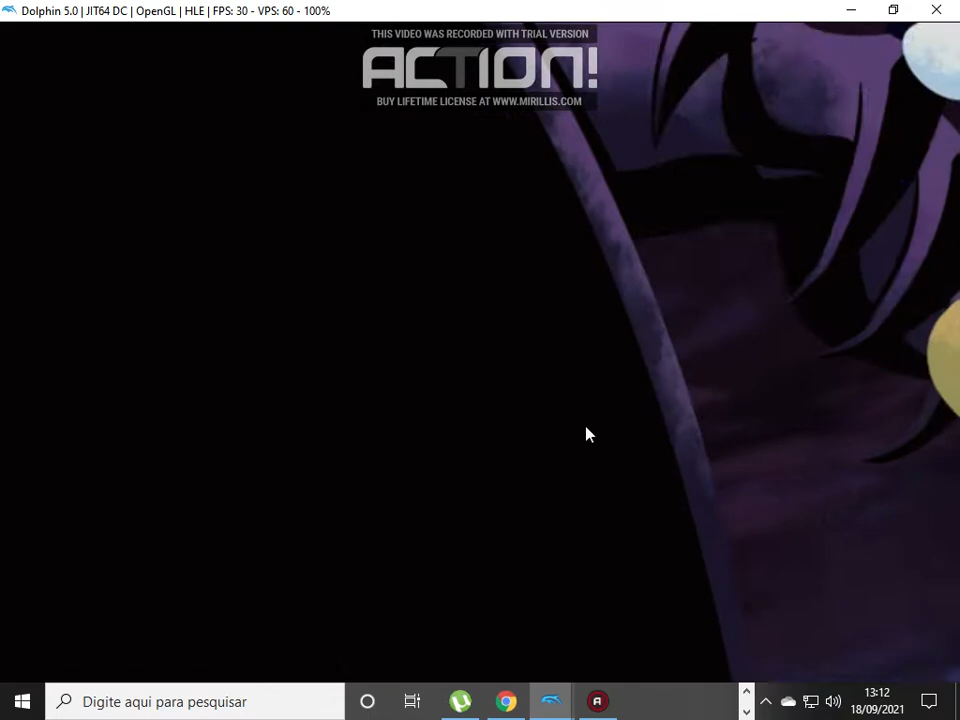 Dolphin 5.0 | JIT64 DC | OpenGL | HLE | FPS: 30 - VPS: 60 - 100%
THIS VIDEO WAS RECORDED WITH TRIAL VERSION
ACTION!
BUY LIFETIME LICENSE AT WWW.MIRILLIS.COM
Digite aqui para pesquisar
13:12
18/09/2021